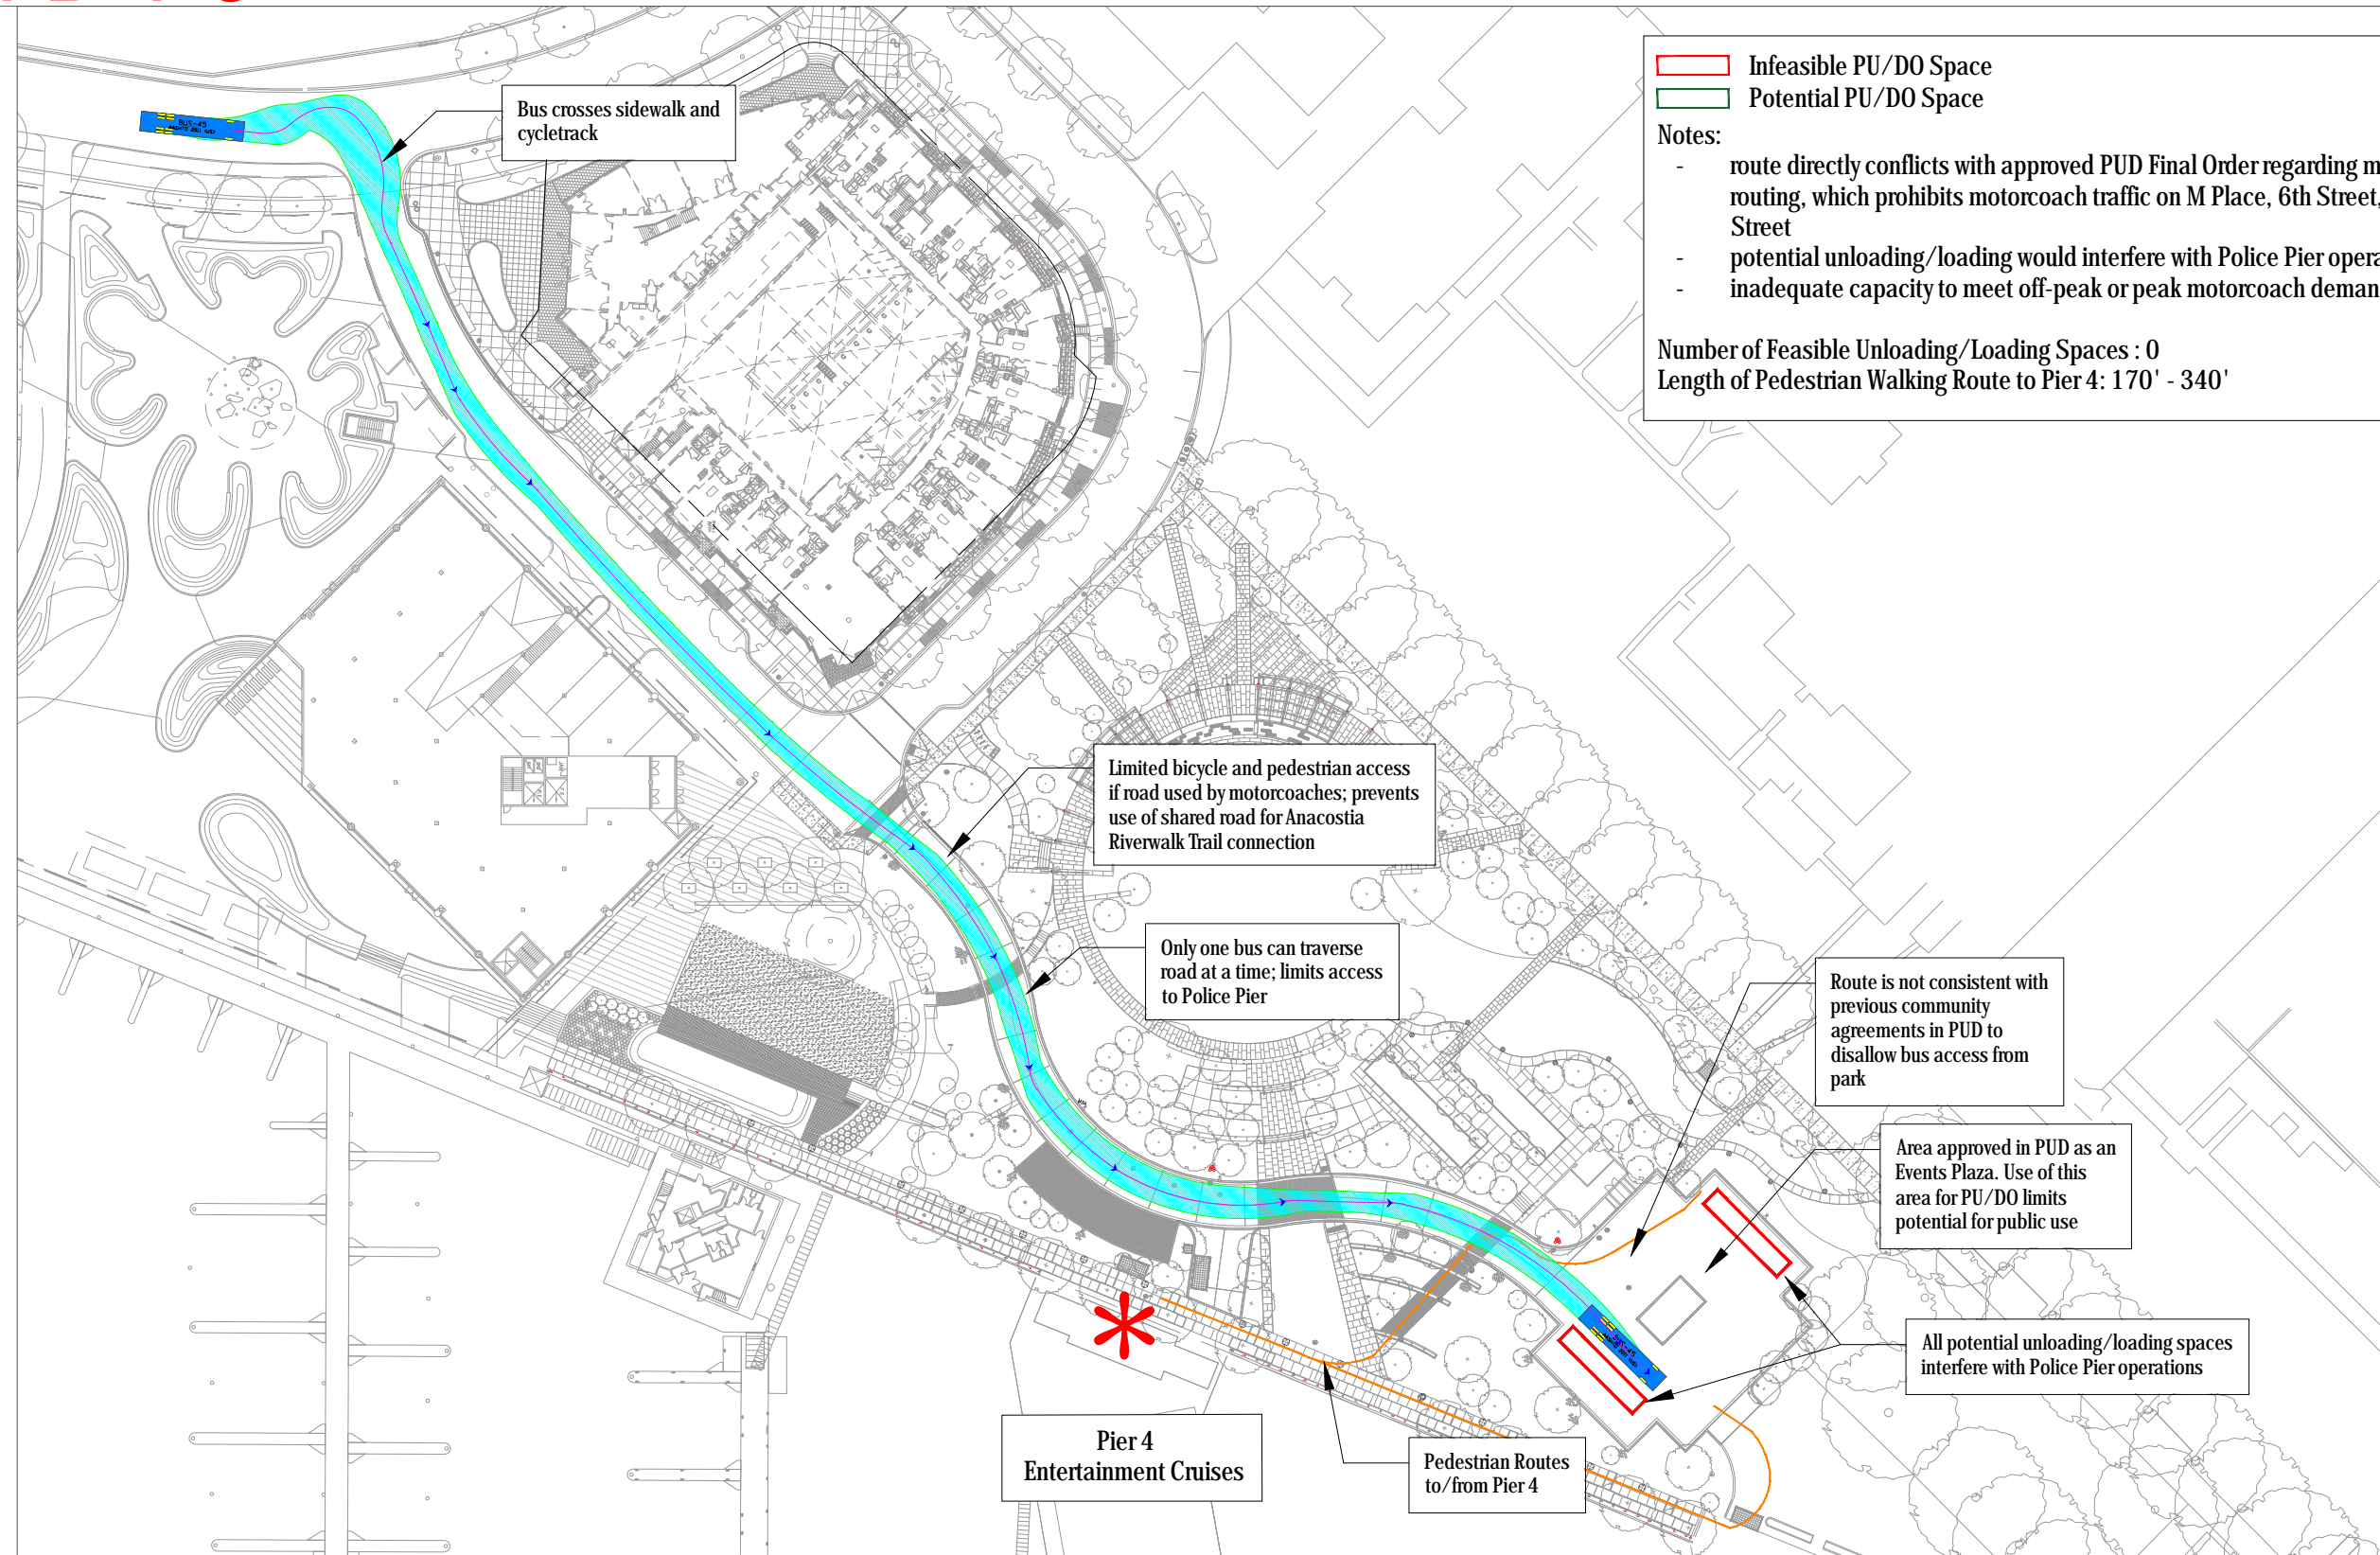 Infeasible PU/DO Space
Potential PU/DO Space
Notes:
- route directly conflicts with approved PUD Final Order regarding m
routing, which prohibits motorcoach traffic on M Place, 6th Street,
Street
- potential unloading/loading would interfere with Police Pier opera
- inadequate capacity to meet off-peak or peak motorcoach deman
Number of Feasible Unloading/Loading Spaces : 0
Length of Pedestrian Walking Route to Pier 4: 170' - 340'
Bus crosses sidewalk and
cycletrack
BUS-45
Limited bicycle and pedestrian access
if road used by motorcoaches; prevents
use of shared road for Anacostia
Riverwalk Trail connection
Only one bus can traverse
road at a time; limits access
to Police Pier
Route is not consistent with
previous community
agreements in PUD to
disallow bus access from
park
Area approved in PUD as an
Events Plaza. Use of this
area for PU/DO limits
potential for public use
All potential unloading/loading spaces
interfere with Police Pier operations
Pier 4
Entertainment Cruises
Pedestrian Routes
to/from Pier 4
BUS-45